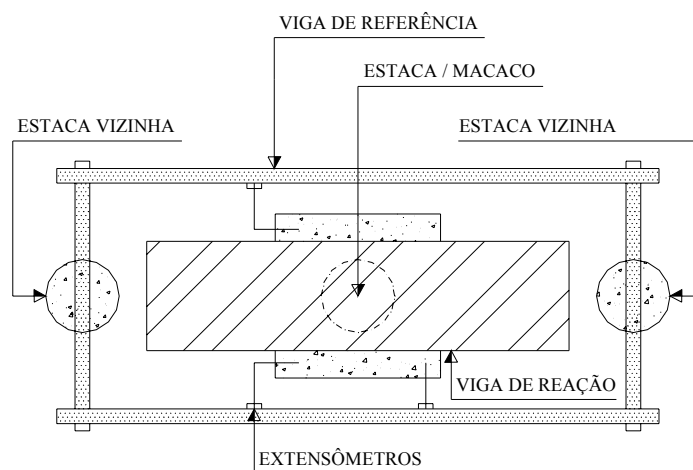 VIGA DE REFERÊNCIA
ESTACA / MACACO
ESTACA VIZINHA
ESTACA VIZINHA
VIGA DE REAÇÃO
EXTENSÔMETROS